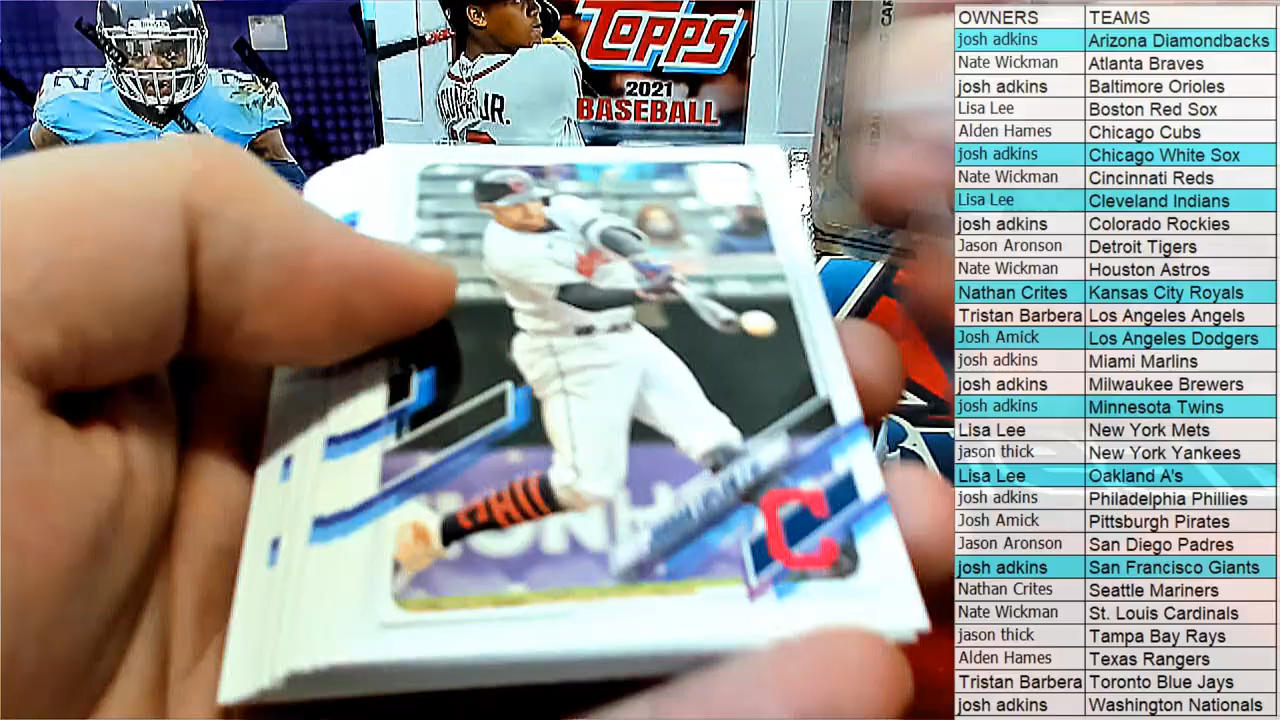 TOPPS
2021
BASEBALL
JR.
C
OWNERS TEAMS
josh adkins Arizona Diamondbacks
Nate Wickman Atlanta Braves
josh adkins Baltimore Orioles
Lisa Lee Boston Red Sox
Alden Hames Chicago Cubs
josh adkins Chicago White Sox
Nate Wickman Cincinnati Reds
Lisa Lee Cleveland Indians
josh adkins Colorado Rockies
Jason Aronson Detroit Tigers
Nate Wickman Houston Astros
Nathan Crites Kansas City Royals
Tristan Barbera Los Angeles Angels
Josh Amick Los Angeles Dodgers
josh adkins Miami Marlins
josh adkins Milwaukee Brewers
josh adkins Minnesota Twins
Lisa Lee New York Mets
jason thick New York Yankees
Lisa Lee Oakland A's
josh adkins Philadelphia Phillies
Josh Amick Pittsburgh Pirates
Jason Aronson San Diego Padres
josh adkins San Francisco Giants
Nathan Crites Seattle Mariners
Nate Wickman St. Louis Cardinals
jason thick Tampa Bay Rays
Alden Hames Texas Rangers
Tristan Barbera Toronto Blue Jays
josh adkins Washington Nationals